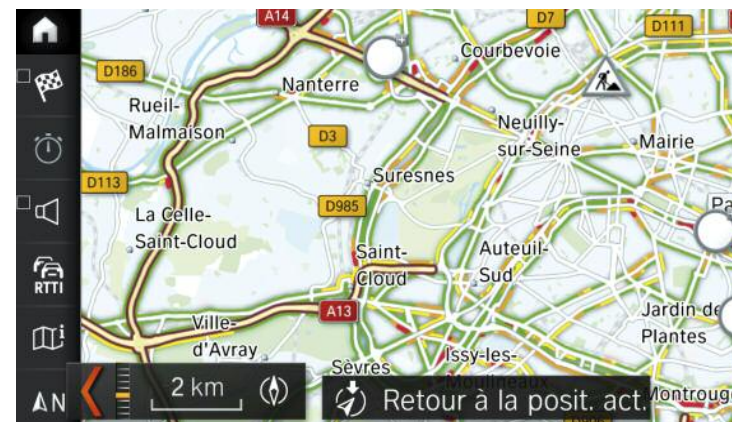 A14
D7
D111
Courbevoie
D186
Nanterre
Rueil-
Malmaison
Neuilly-
sur-Seine
D3
Mairie
Suresnes
D113
D985
La Celle-
Saint-Cloud
Saint-
Cloud
Auteuil-
Sud
RTTI
A13
Jardin de
Plantes
Ville-
d'Avray
Sèvres
Issy-les-
Moulineaux
2 km
Retour à la posit. act.
Montroug
N